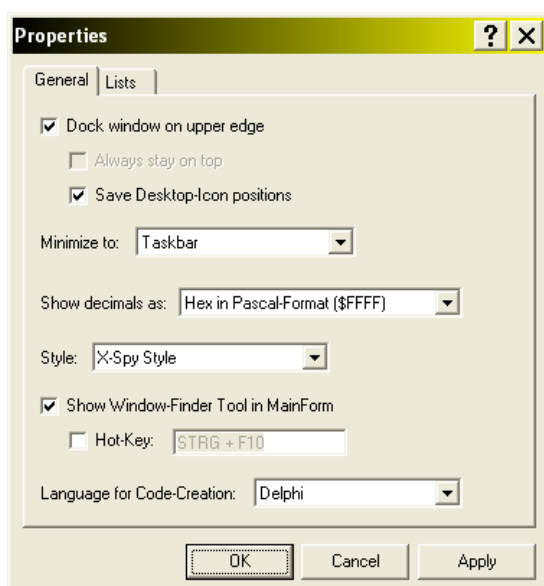 Properties
General Lists
Dock window on upper edge
Always stay on top
Save Desktop-Icon positions
Minimize to: Taskbar
Show decimals as: Hex in Pascal-Format ($FFFF)
Style: X-Spy Style
Show Window-Finder Tool in MainForm
Hot-Key: STRG + F10
Language for Code-Creation: Delphi
OK Cancel Apply